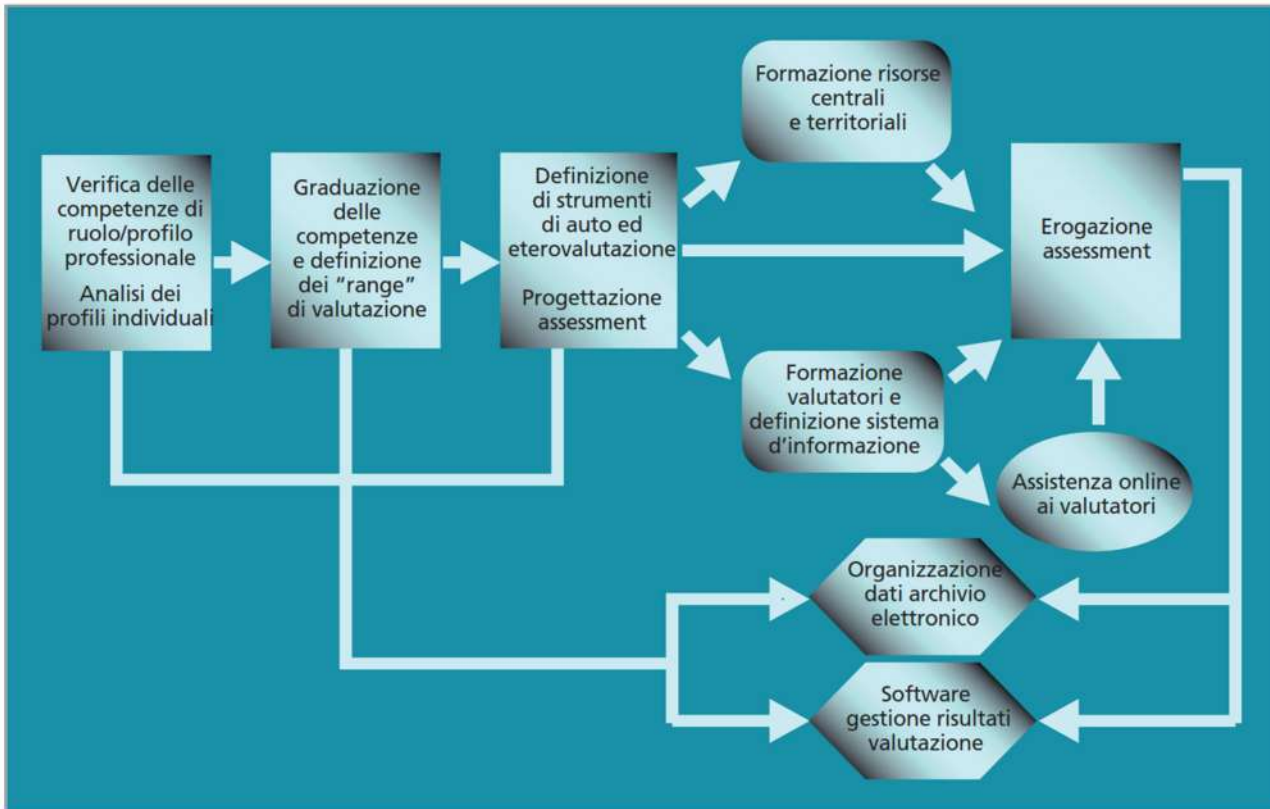 Verifica delle
competenze di
ruolo/profilo
professionale
Analisi dei
profili individuali
Graduazione
delle
competenze
e definizione
dei “range”
di valutazione
Definizione
di strumenti
di auto ed
eterovalutazione
Progettazione
assessment
Formazione risorse
centrali
e territoriali
Formazione
valutatori e
definizione sistema
d’informazione
Erogazione
assessment
Assistenza online
ai valutatori
Organizzazione
dati archivio
elettronico
Software
gestione risultati
valutazione